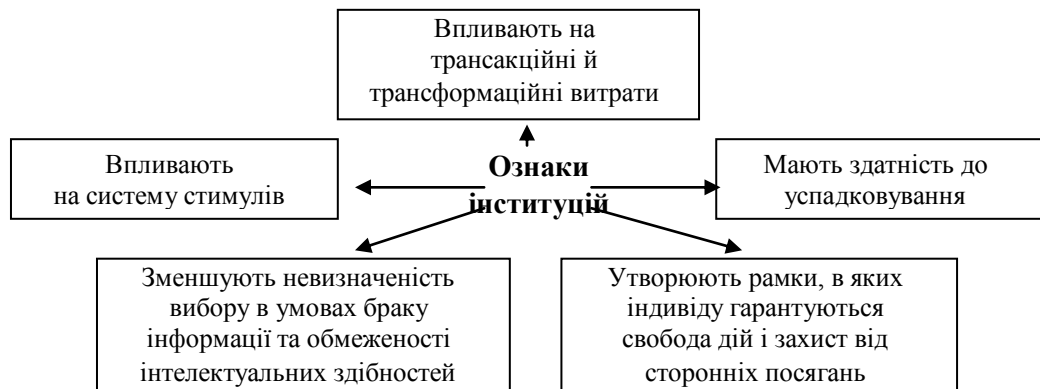 Впливають на
трансакційні й
трансформаційні витрати
Впливають
на систему стимулів
Ознаки
інституцій
Мають здатність до
успадковування
Зменшують невизначеність
вибору в умовах браку
інформації та обмеженості
інтелектуальних здібностей
Утворюють рамки, в яких
індивіду гарантуються
свобода дій і захист від
сторонніх посягань